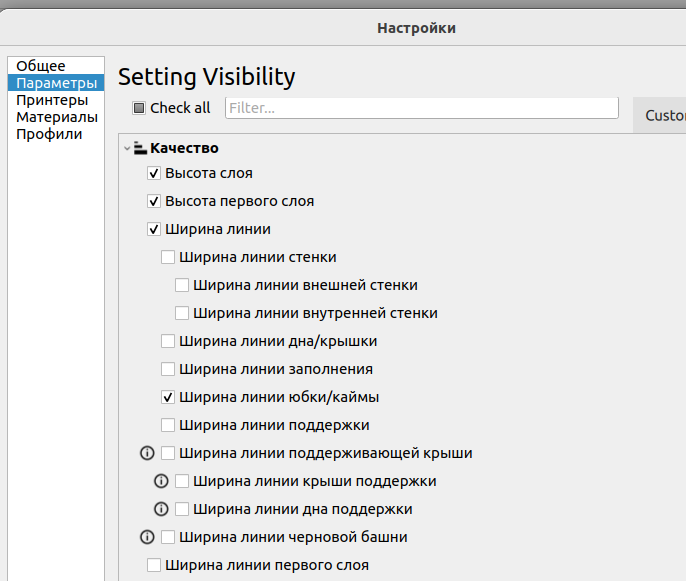 Настройки
Общее
Параметры
Принтеры
Материалы
Профили
Setting Visibility
Check all
Filter...
Качество
Высота слоя
Высота первого слоя
Ширина линии
Ширина линии стенки
Ширина линии внешней стенки
Ширина линии внутренней стенки
Ширина линии дна/крышки
Ширина линии заполнения
Ширина линии юбки/каймы
Ширина линии поддержки
Ширина линии поддерживающей крыши
Ширина линии крыши поддержки
Ширина линии дна поддержки
Ширина линии черновой башни
Ширина линии первого слоя